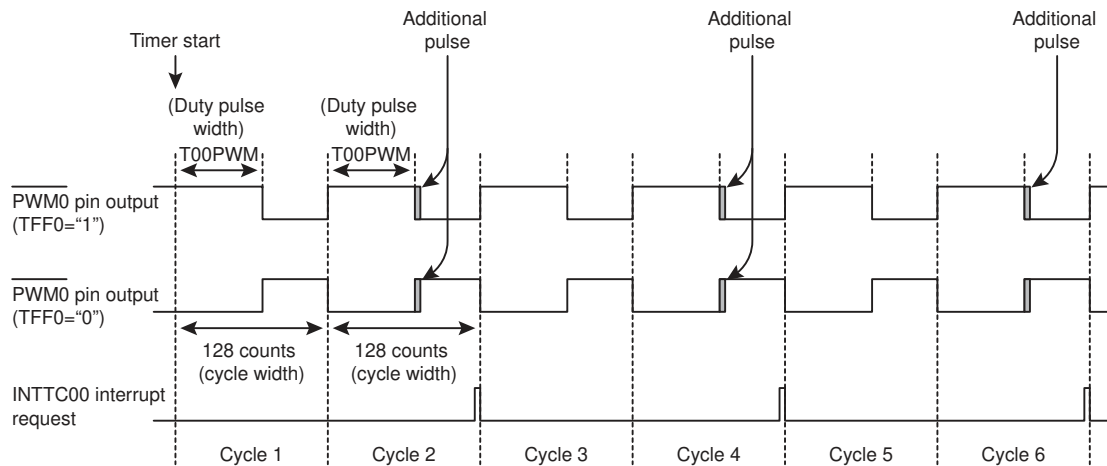 Timer start
Additional
pulse
Additional
pulse
Additional
pulse
(Duty pulse
width)
T00PWM
(Duty pulse
width)
T00PWM
PWM0 pin output
(TFF0=“1”)
PWM0 pin output
(TFF0=“0”)
128 counts
(cycle width)
128 counts
(cycle width)
INTTC00 interrupt
request
Cycle 1
Cycle 2
Cycle 3
Cycle 4
Cycle 5
Cycle 6